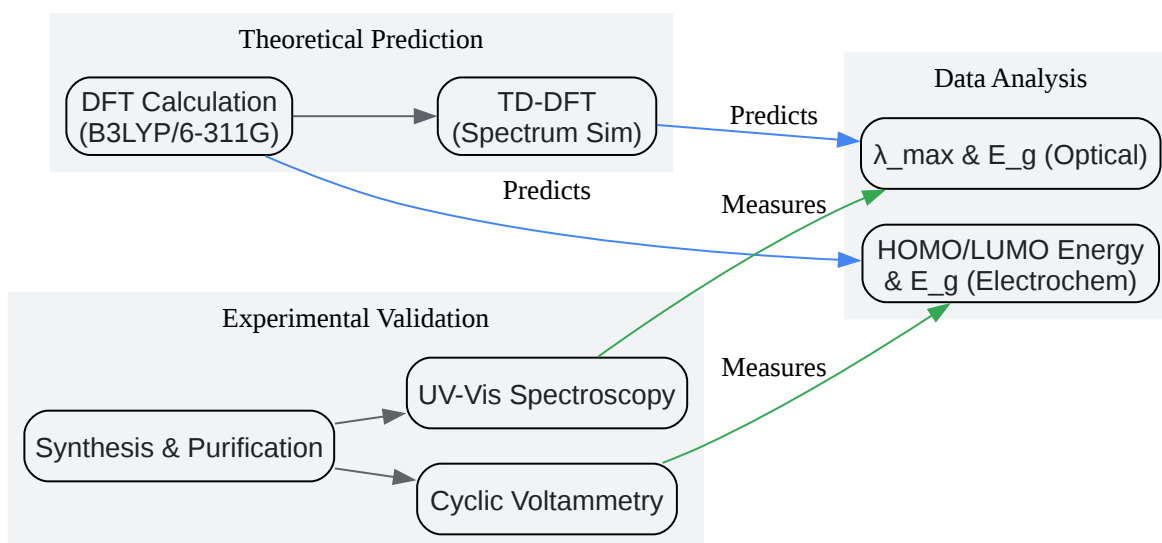 Theoretical Prediction
DFT Calculation
(B3LYP/6-311G)
TD-DFT
(Spectrum Sim)
Predicts
Predicts
Measures
Data Analysis
λ_max & E_g (Optical)
HOMO/LUMO Energy
& E_g (Electrochem)
Experimental Validation
Synthesis & Purification
UV-Vis Spectroscopy
Cyclic Voltammetry
Measures